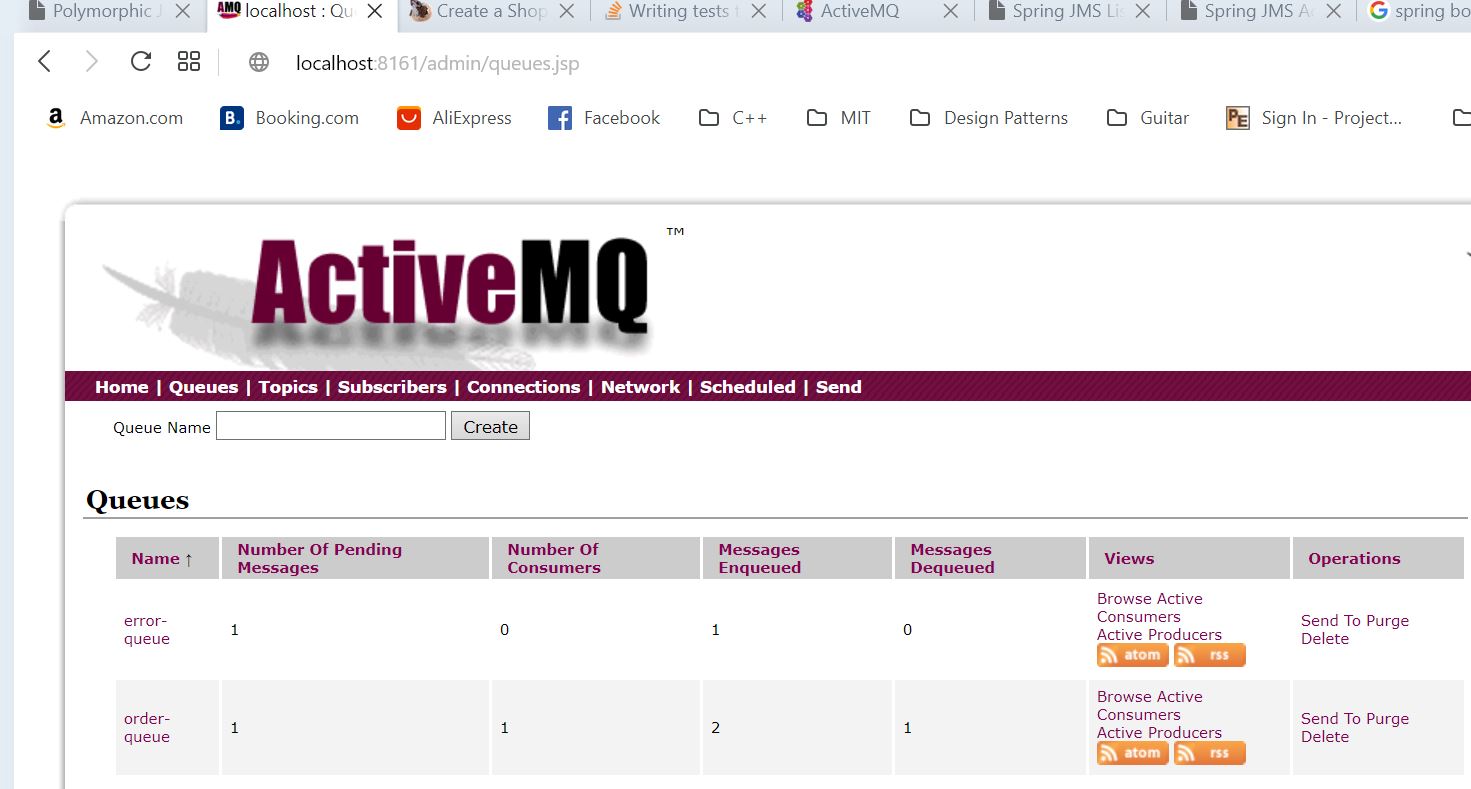 Polymorphic J
localhost : Qu
Create a Shop
Writing tests f
ActiveMQ
Spring JMS Lis
Spring JMS A
spring bo
localhost:8161/admin/queues.jsp
Amazon.com
Booking.com
AliExpress
Facebook
C++
MIT
Design Patterns
Guitar
Sign In - Project...
ActiveMQ ™
Home | Queues | Topics | Subscribers | Connections | Network | Scheduled | Send
Queue Name
Create
Queues
Name ↑
Number Of Pending
Messages
Number Of
Consumers
Messages
Enqueued
Messages
Dequeued
Views
Operations
error-
queue
1
0
1
0
Browse Active
Consumers
Active Producers
atom
rss
Send To Purge
Delete
order-
queue
1
1
2
1
Browse Active
Consumers
Active Producers
atom
rss
Send To Purge
Delete